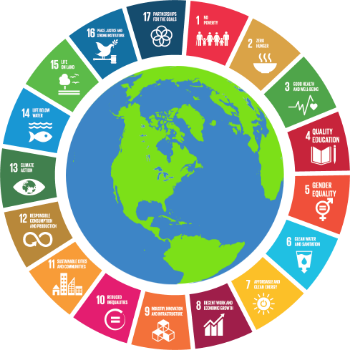 1 NO
POVERTY
2 ZERO
HUNGER
3 GOOD HEALTH
AND WELL-BEING
4 QUALITY
EDUCATION
5 GENDER
EQUALITY
6 CLEAN WATER
AND SANITATION
7 AFFORDABLE AND
CLEAN ENERGY
8 DECENT WORK AND
ECONOMIC GROWTH
9 INDUSTRY, INNOVATION
AND INFRASTRUCTURE
10 REDUCED
INEQUALITIES
11 SUSTAINABLE CITIES
AND COMMUNITIES
12 RESPONSIBLE
CONSUMPTION
AND PRODUCTION
13 CLIMATE
ACTION
14 LIFE BELOW
WATER
15 LIFE
ON LAND
16 PEACE, JUSTICE AND
STRONG INSTITUTIONS
17 PARTNERSHIPS
FOR THE GOALS